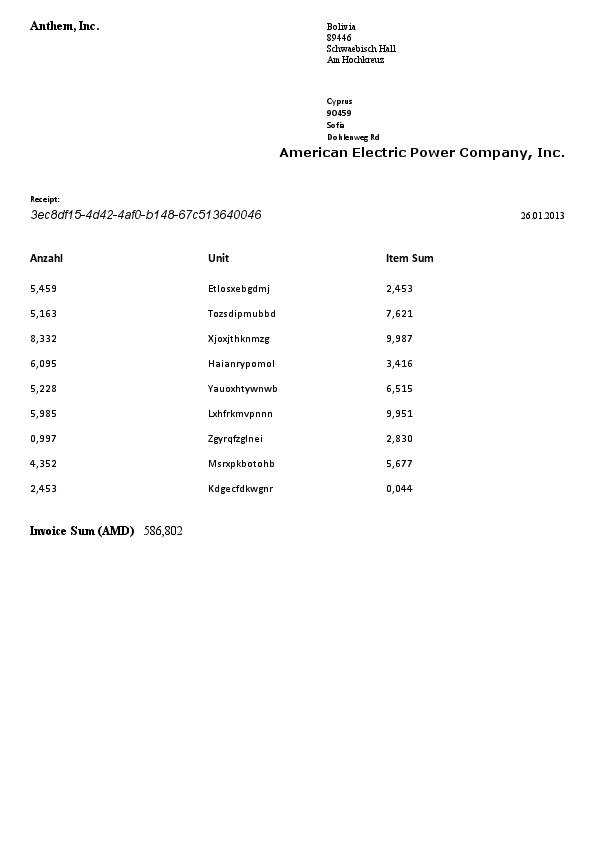 Anthem, Inc.
Bolivia
89446
Schwaebisch Hall
Am Hochkreuz
Cyprus
90459
Sofia
Dohlenweg Rd
American Electric Power Company, Inc.
Receipt:
3ec8df15-4d42-4af0-b148-67c513640046 26.01.2013
Anzahl Unit Item Sum
5,459 Etlosxebgdmj 2,453
5,163 Tozsdipmubbd 7,621
8,332 Xjoxjthknmzg 9,987
6,095 Haianrypomol 3,416
5,228 Yauoxhtywnwb 6,515
5,985 Lxhfrkmvpnnn 9,951
0,997 Zgyrqfzglnei 2,830
4,352 Msrxpkbotohb 5,677
2,453 Kdgecfdkwgnr 0,044
Invoice Sum (AMD) 586,802